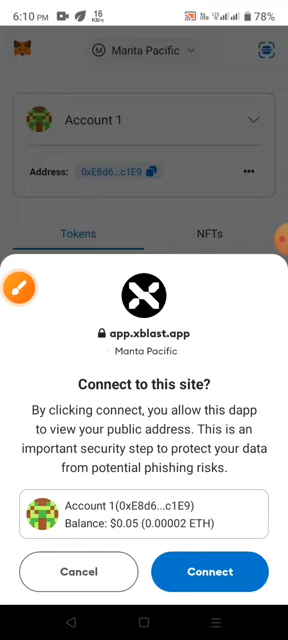 6:10 PM
16
KB/s
78%
M Manta Pacific
Account 1
Address: 0xE8d6...c1E9
Tokens
NFTs
app.xblast.app
Manta Pacific
Connect to this site?
By clicking connect, you allow this dapp
to view your public address. This is an
important security step to protect your data
from potential phishing risks.
Account 1(0xE8d6...c1E9)
Balance: $0.05 (0.00002 ETH)
Cancel
Connect